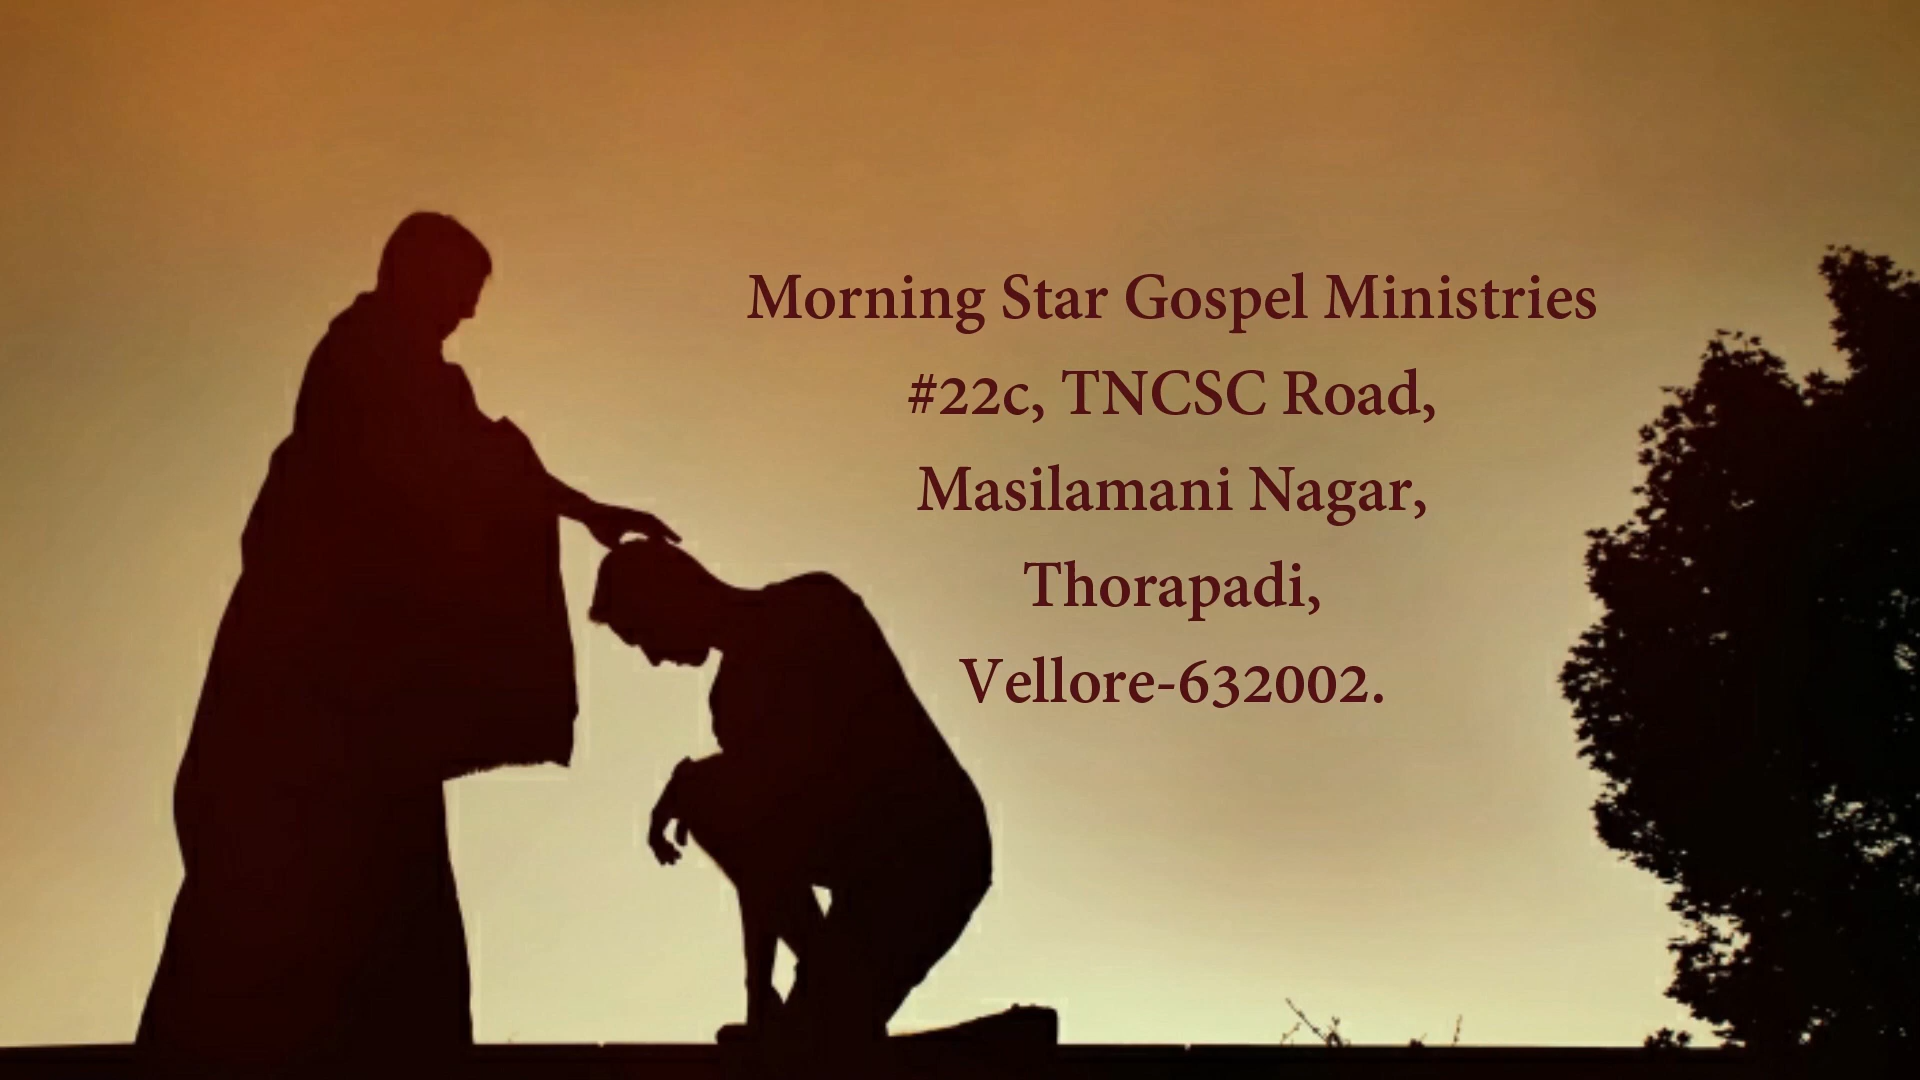 Morning Star Gospel Ministries
#22c, TNCSC Road,
Masilamani Nagar,
Thorapadi,
Vellore-632002.